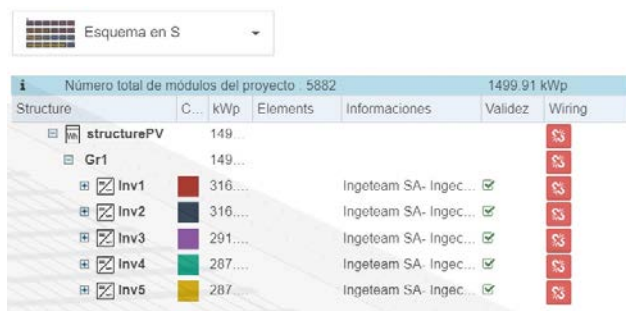 Esquema en S
i Número total de módulos del proyecto : 5882 1499.91 kWp
Structure C... kWp Elements Informaciones Validez Wiring
structurePV 149...
Gr1 149...
Inv1 316.... Ingeteam SA- Ingec...
Inv2 316.... Ingeteam SA- Ingec...
Inv3 291.... Ingeteam SA- Ingec...
Inv4 287.... Ingeteam SA- Ingec...
Inv5 287.... Ingeteam SA- Ingec...